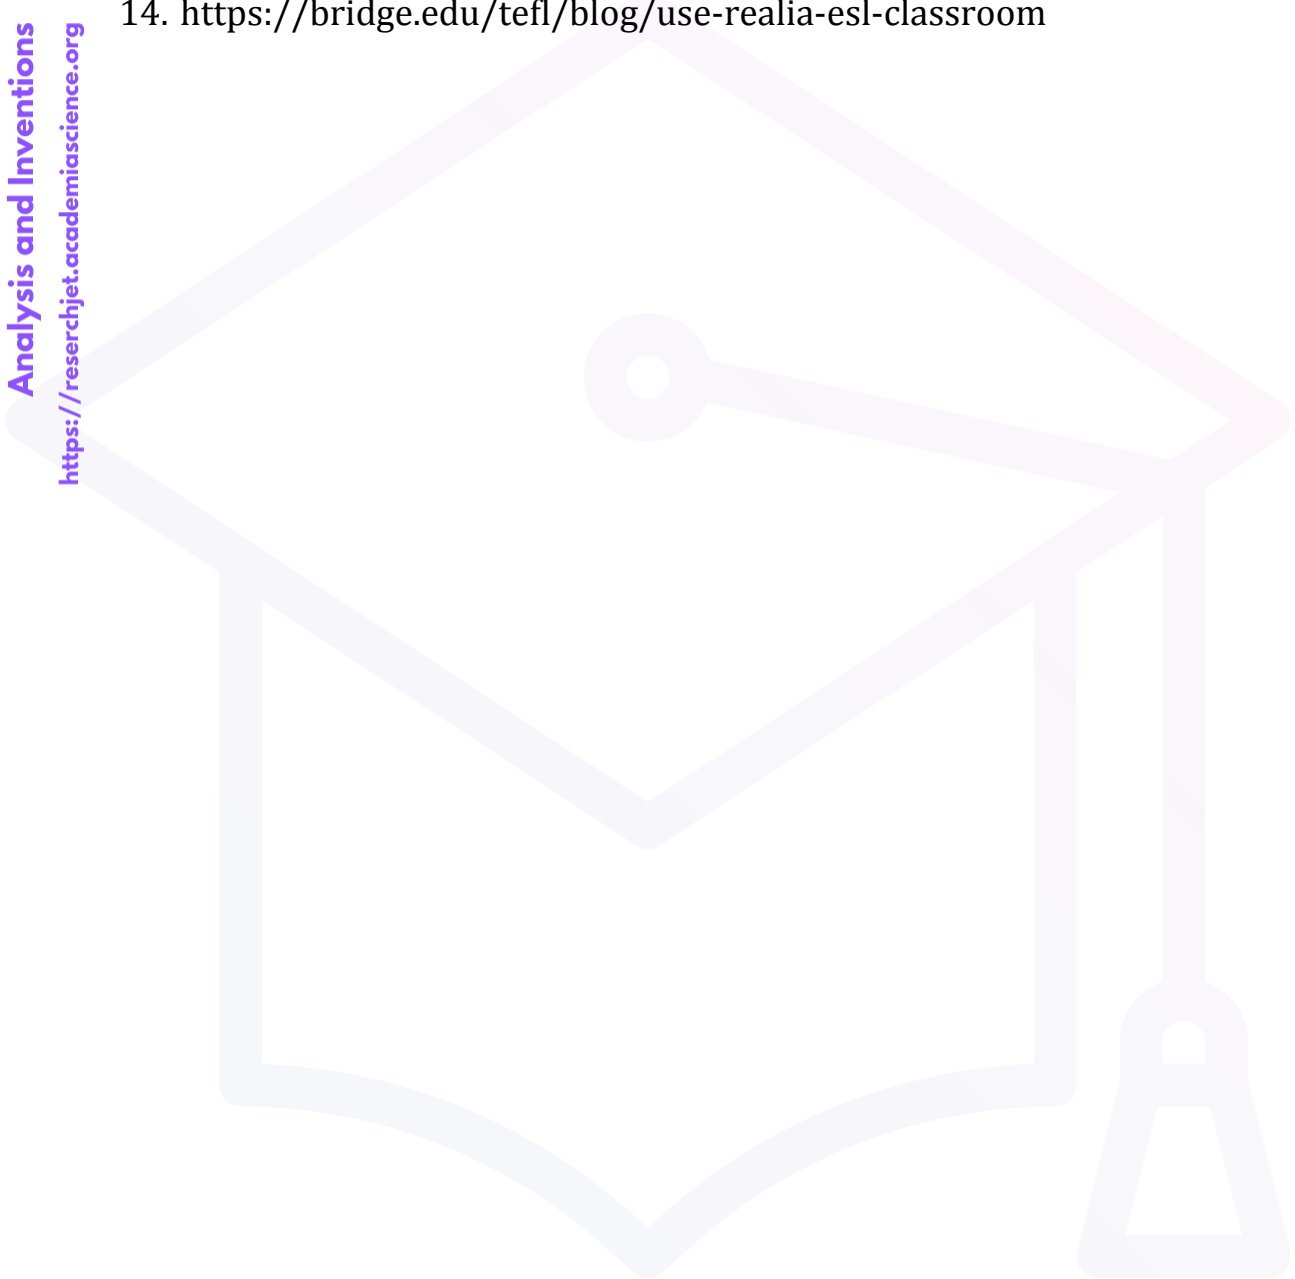 14. https://bridge.edu/tefl/blog/use-realia-esl-classroom
Analysis and Inventions
https://reserchjet.academiascience.org